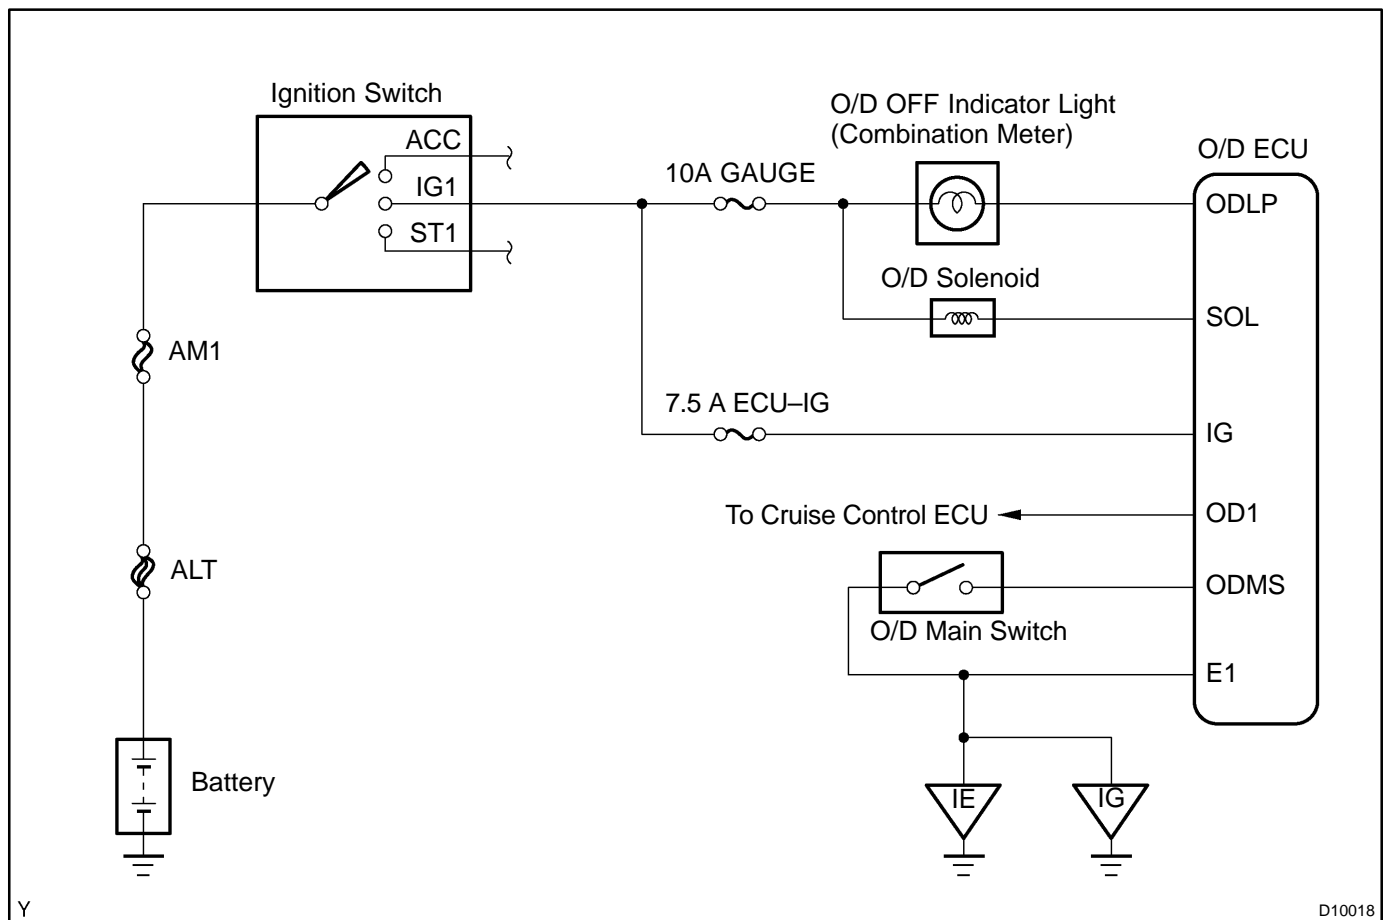 Ignition Switch
ACC
IG1
ST1
10A GAUGE
O/D OFF Indicator Light
(Combination Meter)
O/D ECU
ODLP
O/D Solenoid
SOL
AM1
7.5 A ECU–IG
IG
To Cruise Control ECU
OD1
ALT
ODMS
O/D Main Switch
E1
Battery
IE
IG
Y
D10018